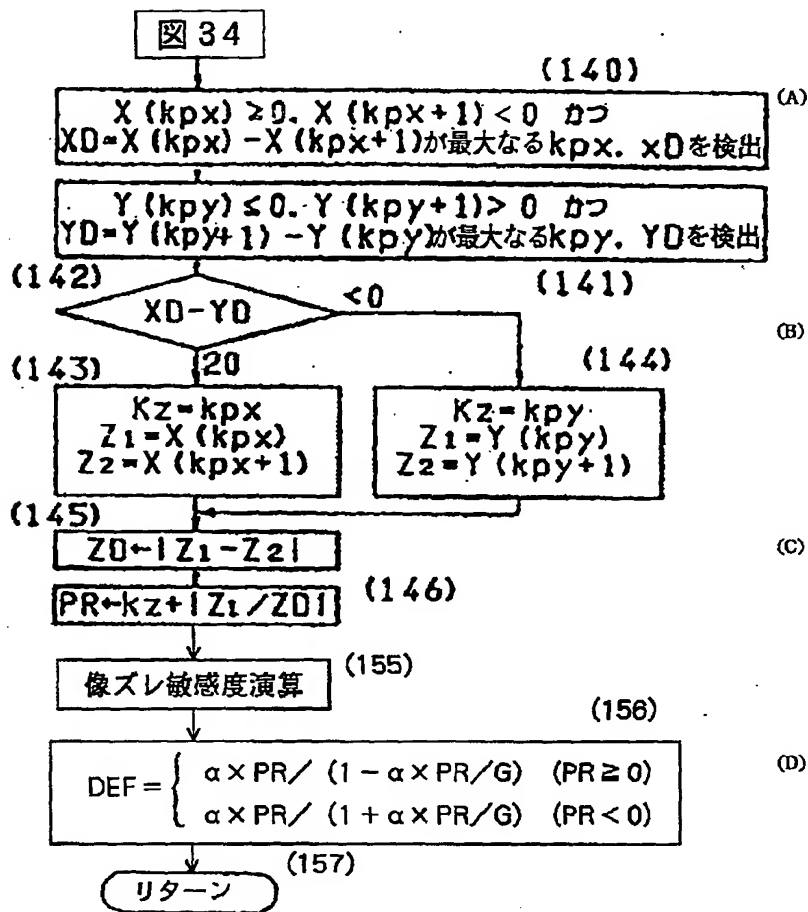 図34
(140)
(A)
X(kpx)≥0. X(kpx+1)<0 かつ
XD=X(kpx)-X(kpx+1)が最大なるkpx. xDを検出
Y(kpy)≤0. Y(kpy+1)>0 かつ
YD=Y(kpy+1)-Y(kpy)が最大なるkpy. YDを検出
(142)
(141)
XD-YD
<0
(B)
(143)
20
(144)
Kz=kpx
Z1=X(kpx)
Z2=X(kpx+1)
Kz=kpy
Z1=Y(kpy)
Z2=Y(kpy+1)
(145)
ZD←|Z1-Z2|
(C)
PR←kz+|Z1/ZD|
(146)
像ズレ敏感度演算
(155)
(156)
DEF={ α×PR/(1-α×PR/G) (PR≧0)
α×PR/(1+α×PR/G) (PR<0)
(D)
(157)
リターン